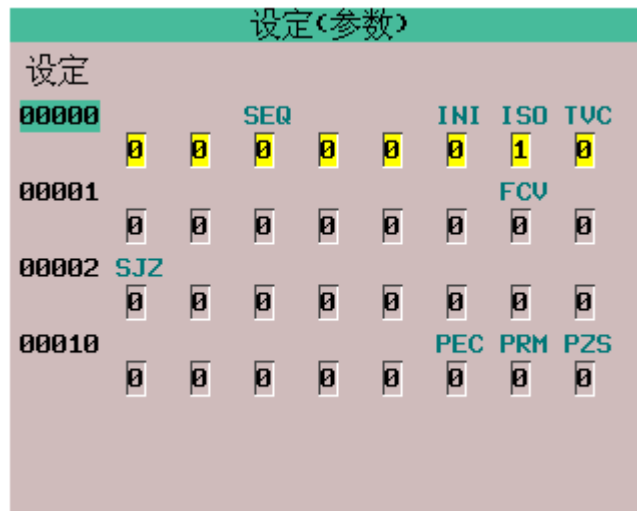 设定(参数)
设定
00000 SEQ INI ISO TVC
0 0 0 0 0 0 1 0
00001 FCV
0 0 0 0 0 0 0 0
00002 SJZ
0 0 0 0 0 0 0 0
00010 PEC PRM PZS
0 0 0 0 0 0 0 0